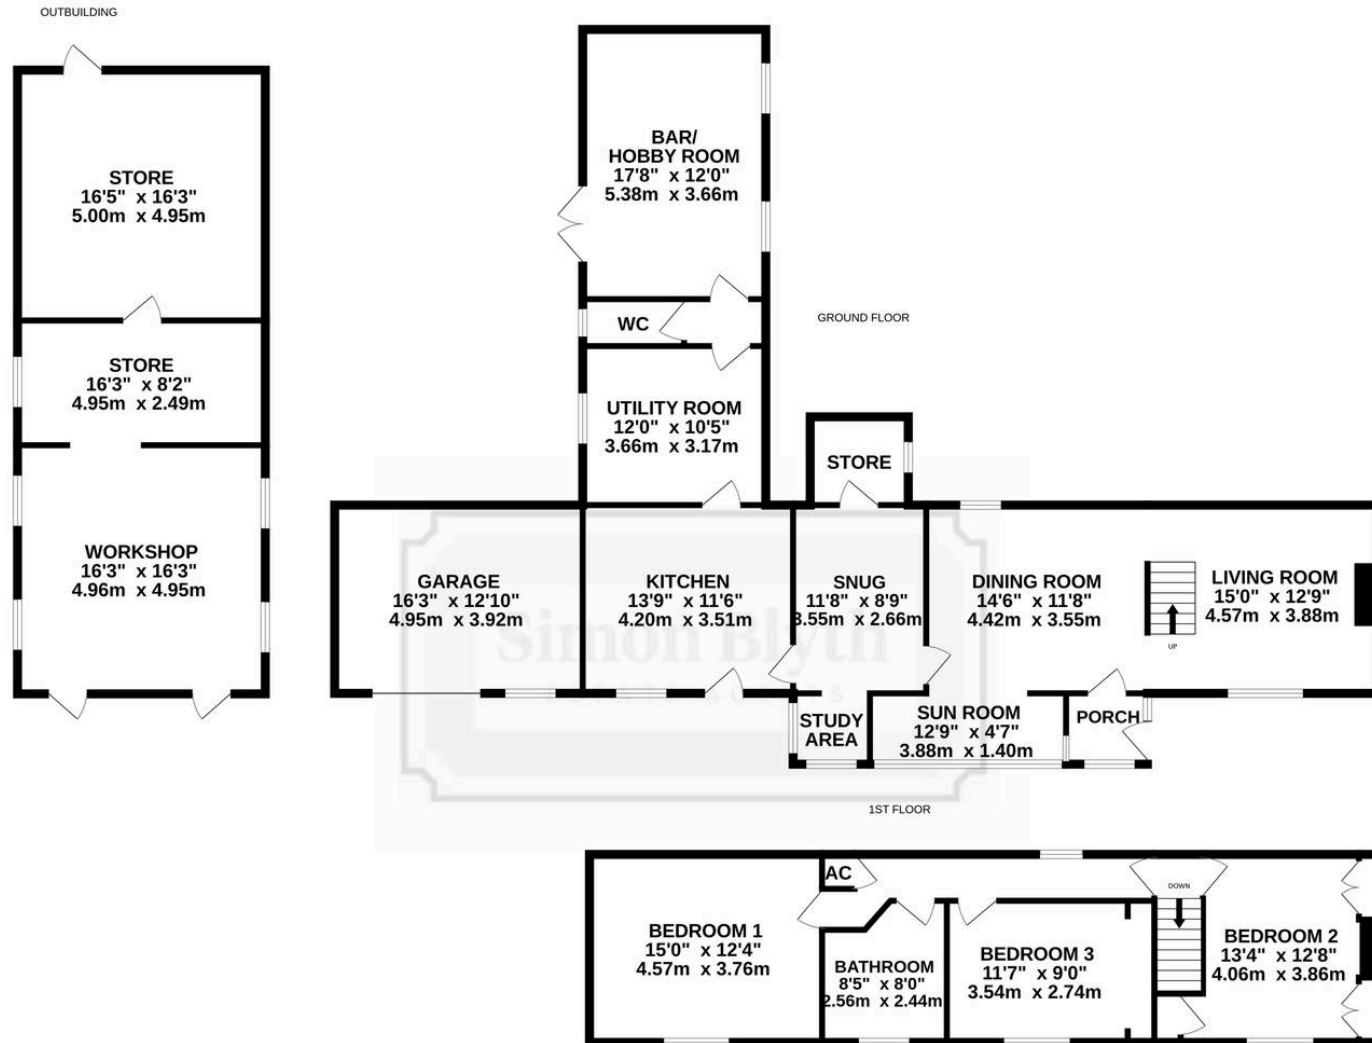 OUTBUILDING
STORE
16'5" x 16'3"
5.00m x 4.95m
STORE
16'3" x 8'2"
4.95m x 2.49m
WORKSHOP
16'3" x 16'3"
4.96m x 4.95m
GROUND FLOOR
BAR/
HOBBY ROOM
17'8" x 12'0"
5.38m x 3.66m
WC
UTILITY ROOM
12'0" x 10'5"
3.66m x 3.17m
STORE
GARAGE
16'3" x 12'10"
4.95m x 3.92m
KITCHEN
13'9" x 11'6"
4.20m x 3.51m
SNUG
11'8" x 8'9"
3.55m x 2.66m
DINING ROOM
14'6" x 11'8"
4.42m x 3.55m
UP
LIVING ROOM
15'0" x 12'9"
4.57m x 3.88m
Simon Blyth
STUDY
AREA
SUN ROOM
12'9" x 4'7"
3.88m x 1.40m
PORCH
1ST FLOOR
AC
DOWN
BEDROOM 1
15'0" x 12'4"
4.57m x 3.76m
BATHROOM
8'5" x 8'0"
2.56m x 2.44m
BEDROOM 3
11'7" x 9'0"
3.54m x 2.74m
BEDROOM 2
13'4" x 12'8"
4.06m x 3.86m